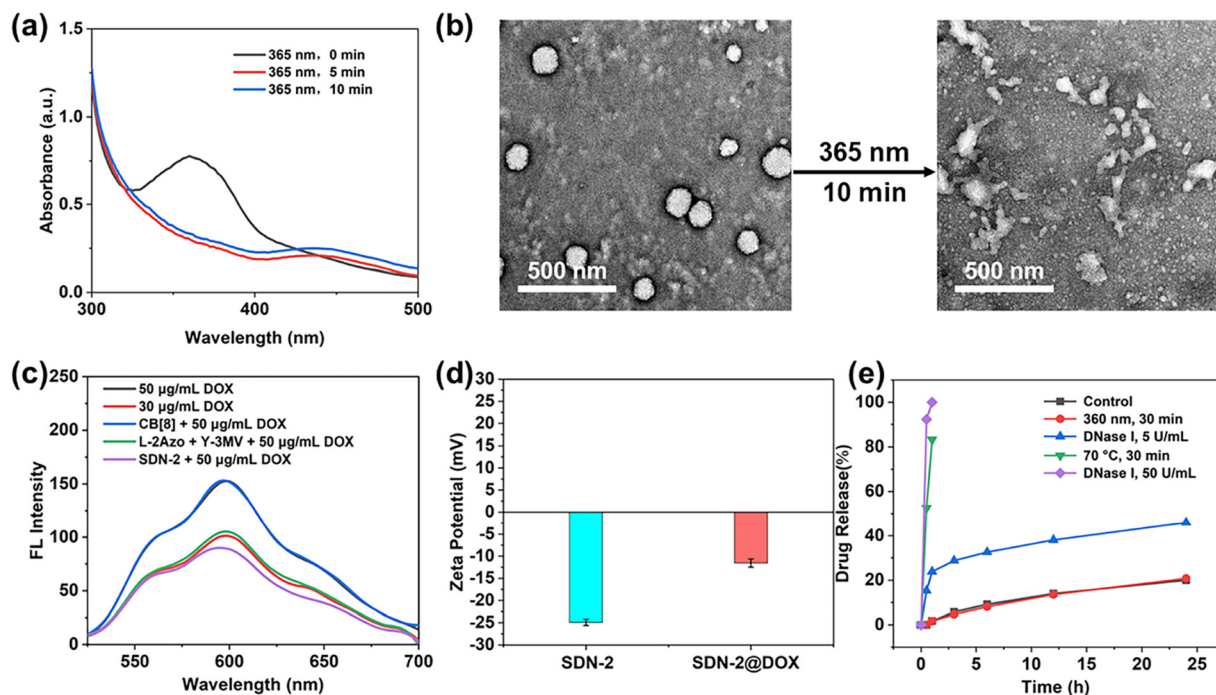 (a)
1.5
1.0
0.5
0.0
Absorbance (a.u.)
365 nm, 0 min
365 nm, 5 min
365 nm, 10 min
300
400
500
Wavelength (nm)
(b)
500 nm
365 nm
10 min
500 nm
(c)
250
200
150
100
50
0
FL Intensity
50 μg/mL DOX
30 μg/mL DOX
CB[8] + 50 μg/mL DOX
L-2Azo + Y-3MV + 50 μg/mL DOX
SDN-2 + 50 μg/mL DOX
550
600
650
700
Wavelength (nm)
(d)
30
25
20
15
10
5
0
-5
-10
-15
-20
-25
-30
Zeta Potential (mV)
SDN-2
SDN-2@DOX
(e)
100
80
60
40
20
0
Drug Release(%)
Control
360 nm, 30 min
DNase I, 5 U/mL
70 °C, 30 min
DNase I, 50 U/mL
0
5
10
15
20
25
Time (h)